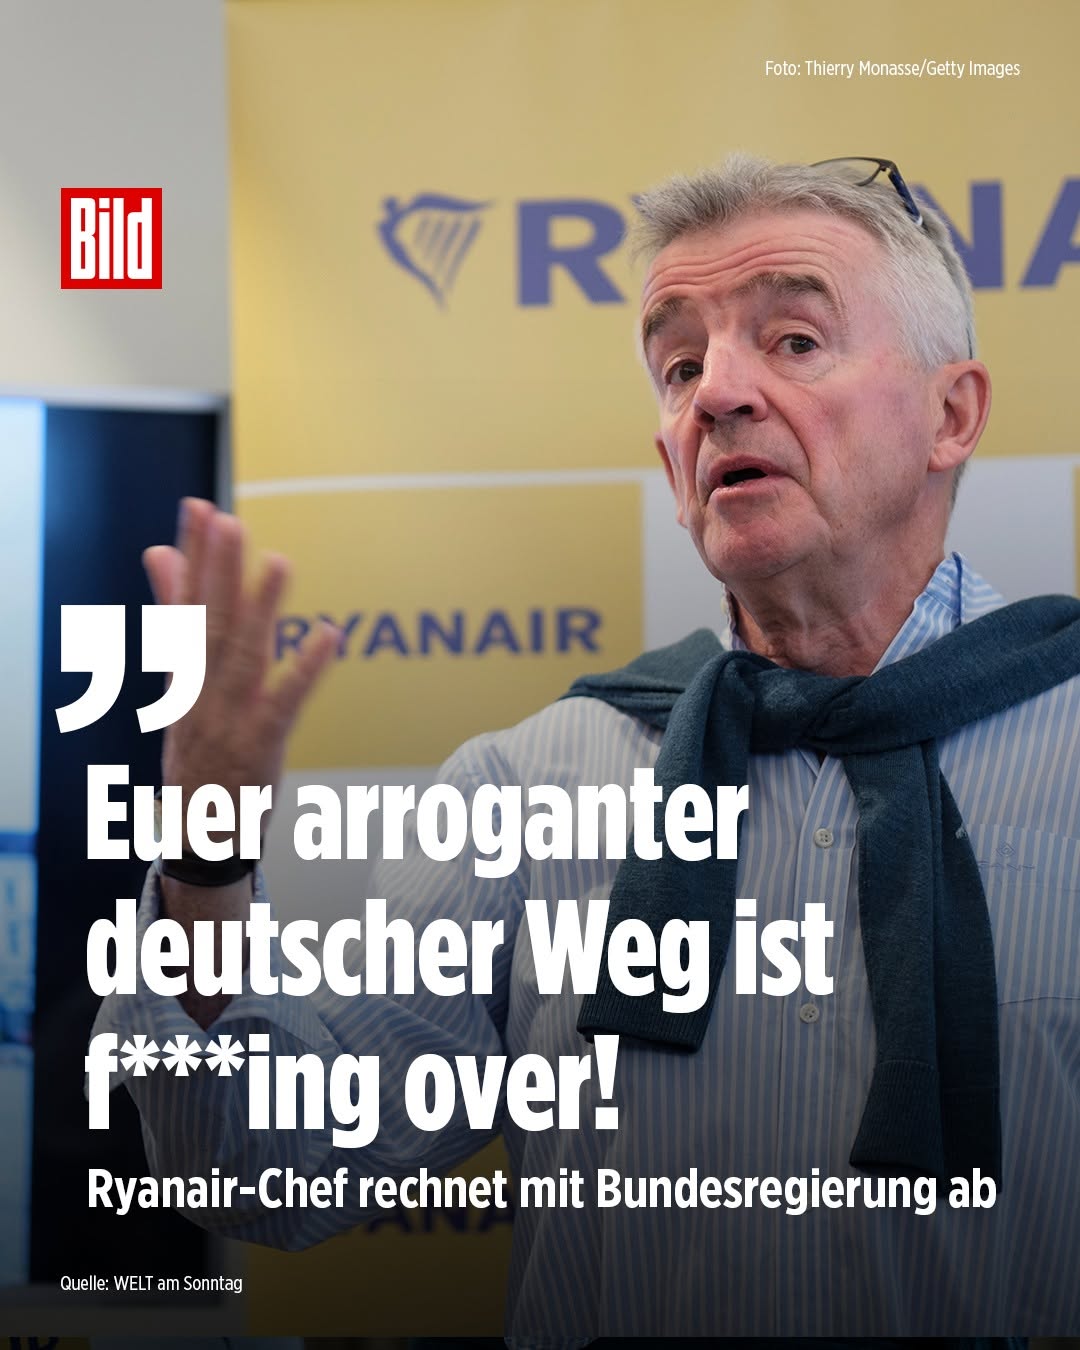 Foto: Thierry Monasse/Getty Images
Bild
RYANA
RYANAIR
”
Euer arroganter
deutscher Weg ist
f***ing over!
Ryanair-Chef rechnet mit Bundesregierung ab
Quelle: WELT am Sonntag